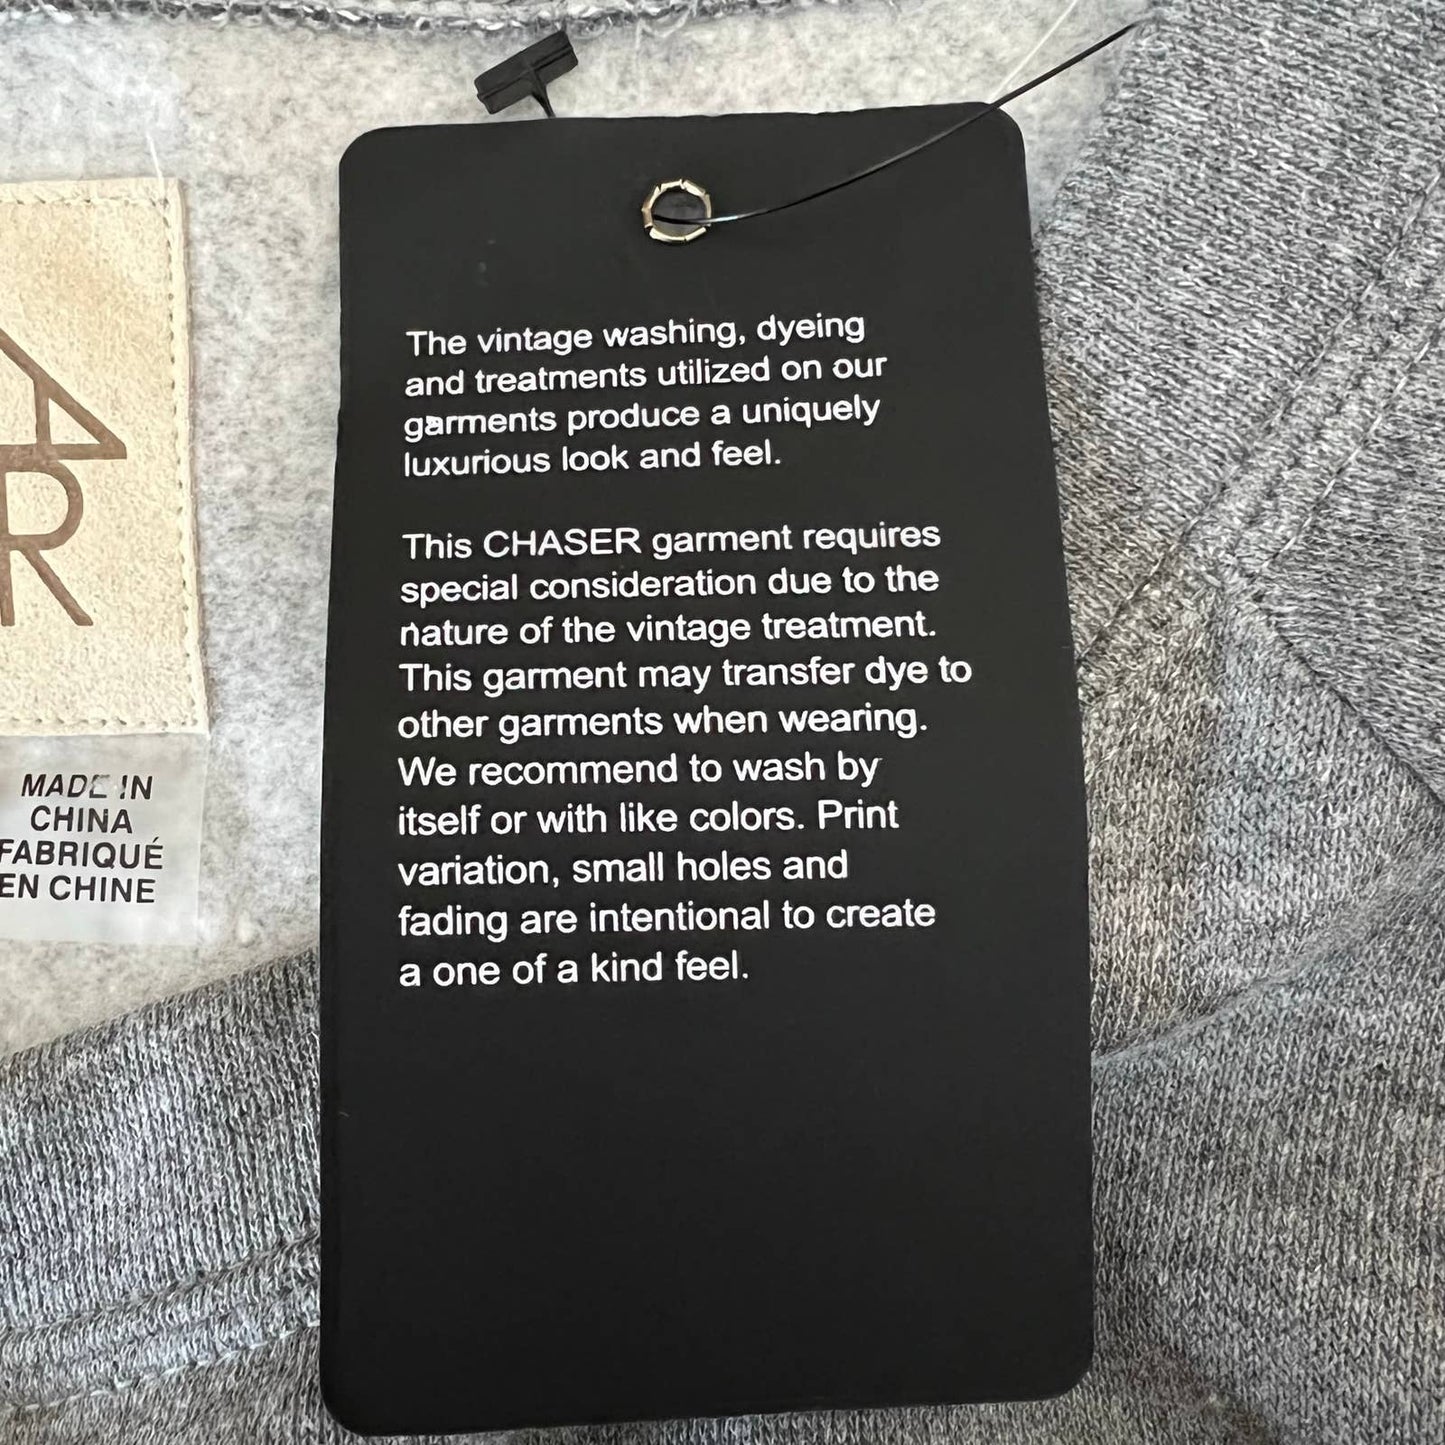 The vintage washing, dyeing
and treatments utilized on our
garments produce a uniquely
luxurious look and feel.
This CHASER garment requires
special consideration due to the
nature of the vintage treatment.
This garment may transfer dye to
other garments when wearing.
We recommend to wash by
itself or with like colors. Print
variation, small holes and
fading are intentional to create
a one of a kind feel.
A
R
MADE IN
CHINA
FABRIQUÉ
EN CHINE